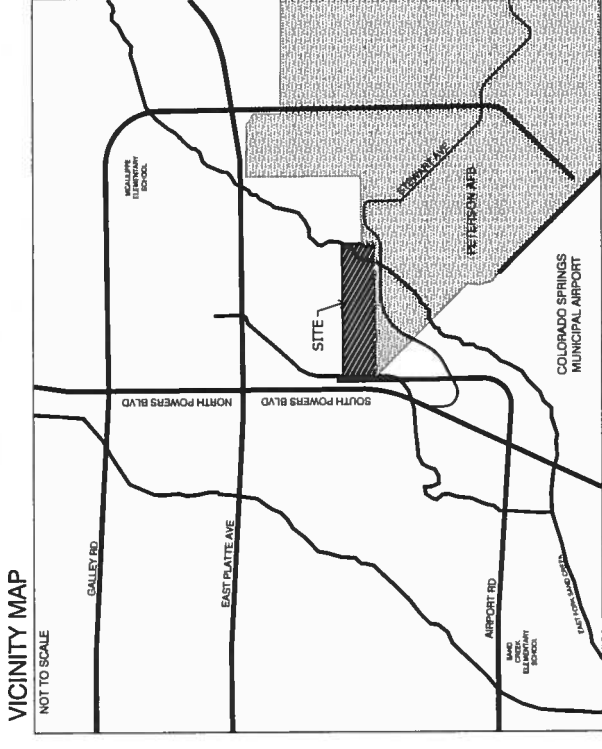 VICINITY MAP
NOT TO SCALE
GALLEY RD
EAST PLATTE AVE
AIRPORT RD
SAND
CREEK
ELEMENTARY
SCHOOL
EAST FORK SAND CREEK
NORTH POWERS BLVD
SOUTH POWERS BLVD
SITE
MCAULIFFE
ELEMENTARY
SCHOOL
STEWART AVE
PETERSON AFB
COLORADO SPRINGS
MUNICIPAL AIRPORT